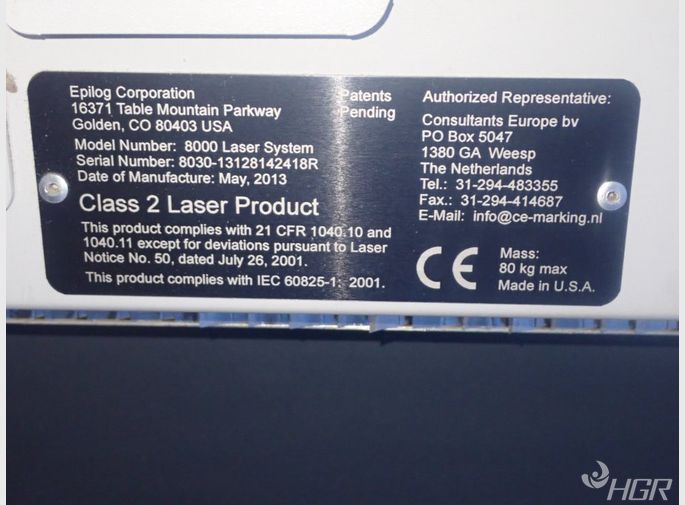 Epilog Corporation
16371 Table Mountain Parkway
Golden, CO 80403 USA
Model Number: 8000 Laser System
Serial Number: 8030-13128142418R
Date of Manufacture: May, 2013
Class 2 Laser Product
This product complies with 21 CFR 1040.10 and
1040.11 except for deviations pursuant to Laser
Notice No. 50, dated July 26, 2001.
This product complies with IEC 60825-1: 2001.
Patents
Pending
Authorized Representative:
Consultants Europe bv
PO Box 5047
1380 GA Weesp
The Netherlands
Tel.: 31-294-483355
Fax.: 31-294-414687
E-Mail: info@ce-marking.nl
CE
Mass:
80 kg max
Made in U.S.A.
HGR